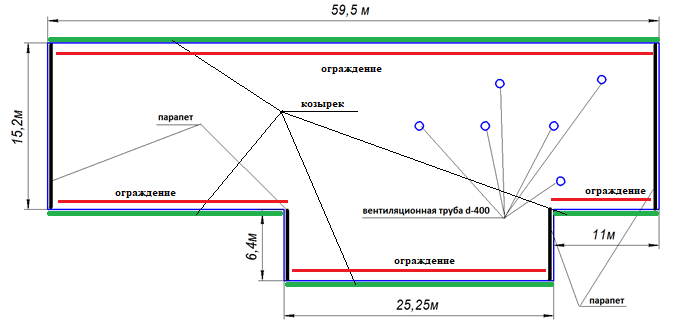 59,5 м
ограждение
козырек
15,2м
парапет
ограждение
ограждение
вентиляционная труба d-400
11м
6,4м
ограждение
парапет
25,25м